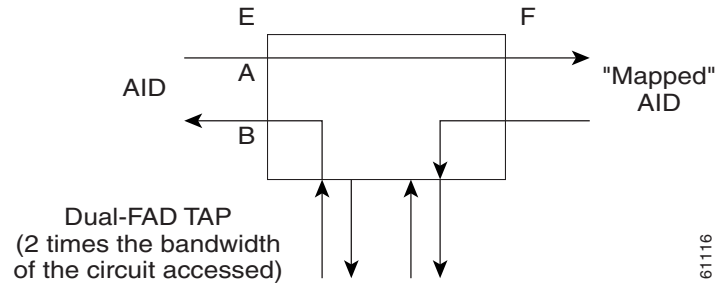 E
F
A
AID
"Mapped"
AID
B
Dual-FAD TAP
(2 times the bandwidth
of the circuit accessed)
61116